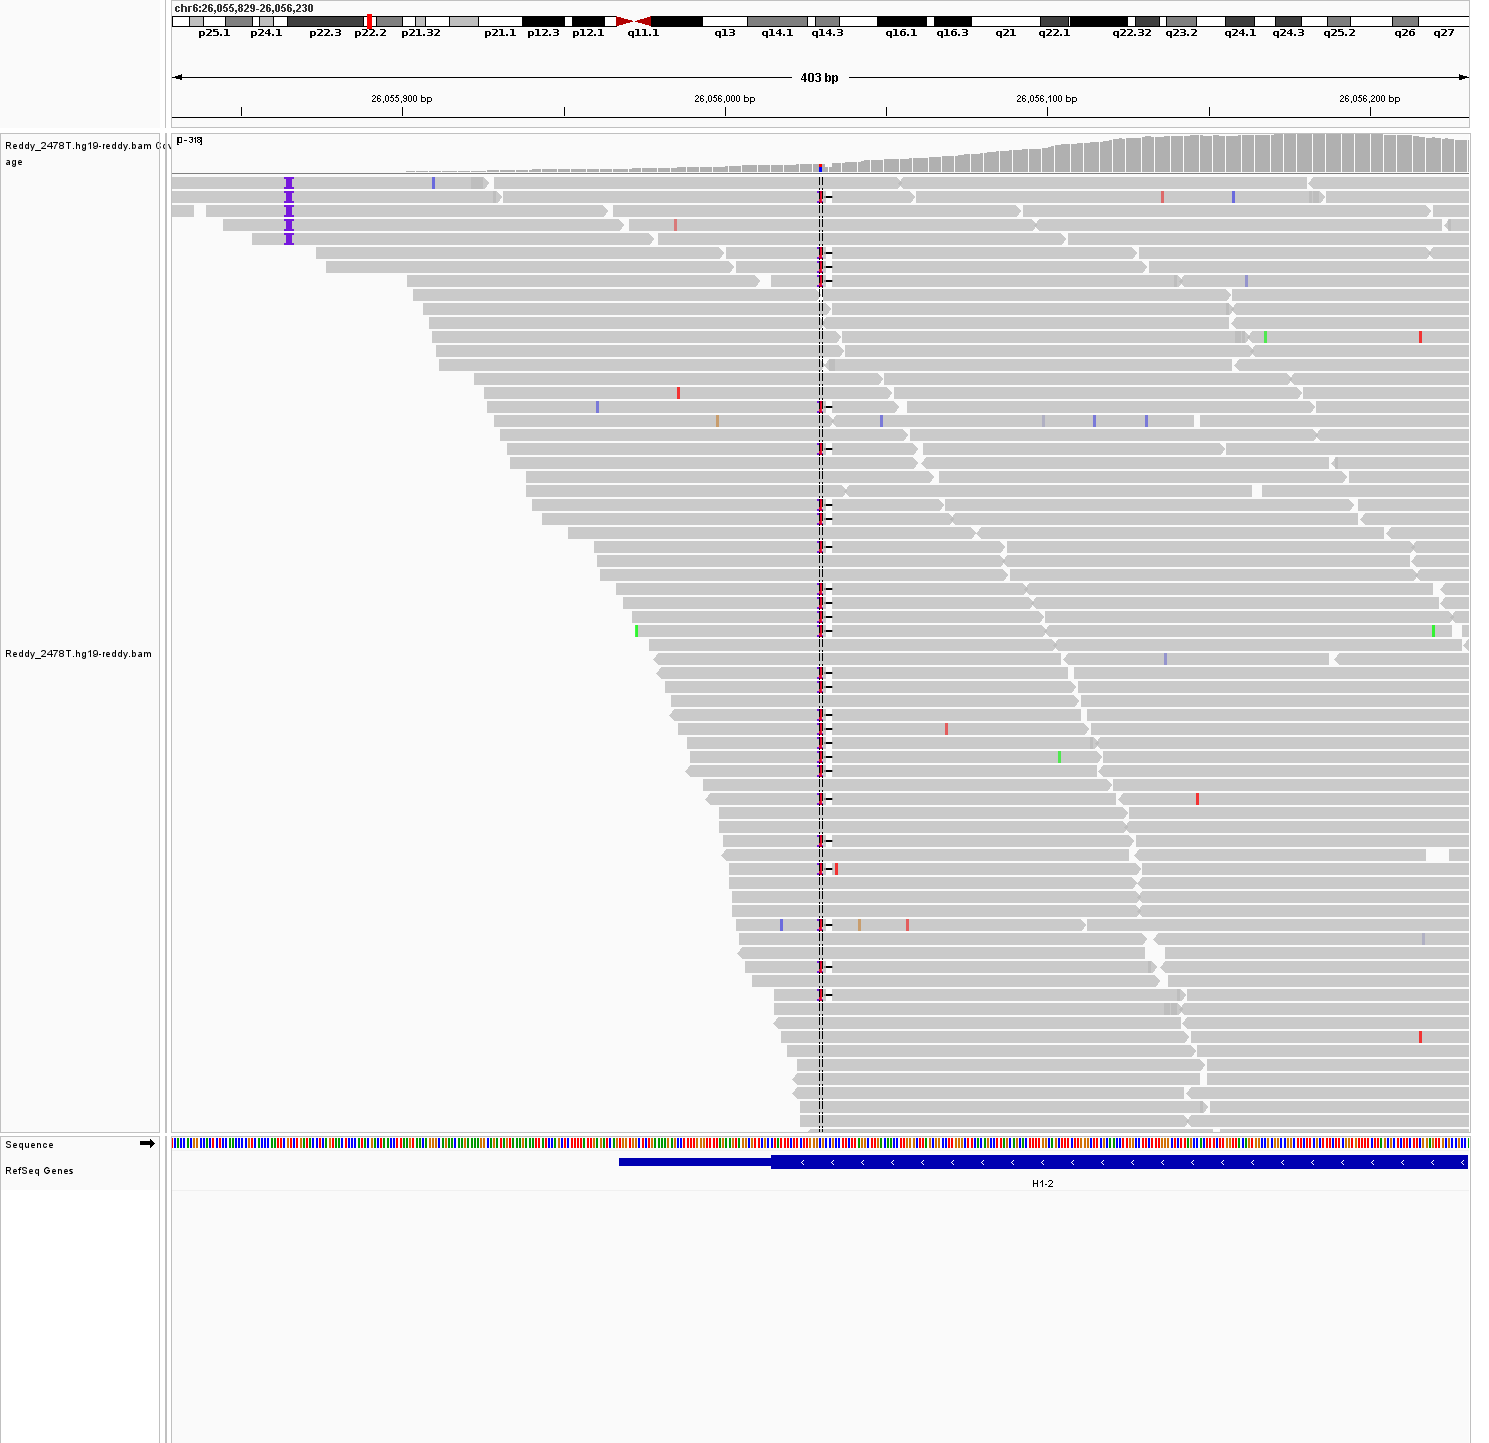 chr6:26,055,829-26,056,230
p25.1 p24.1 p22.3 p22.2 p21.32 p21.1 p12.3 p12.1 q11.1 q13 q14.1 q14.3 q16.1 q16.3 q21 q22.1 q22.32 q23.2 q24.1 q24.3 q25.2 q26 q27
403 bp
26,055,900 bp 26,056,000 bp 26,056,100 bp 26,056,200 bp
[0-318]
Reddy_2478T.hg19-reddy.bam Cov
age
Reddy_2478T.hg19-reddy.bam
Sequence
RefSeq Genes
H1-2